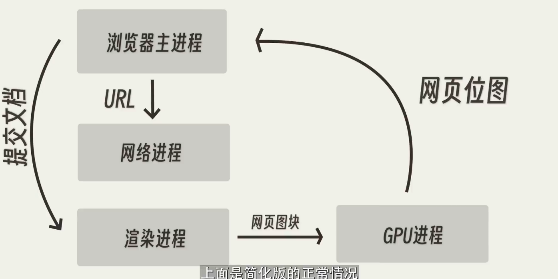 浏览器主进程
URL
网页位图
提交文档
网络进程
网页图块
渲染进程
GPU进程
上面是简化版的正常情况